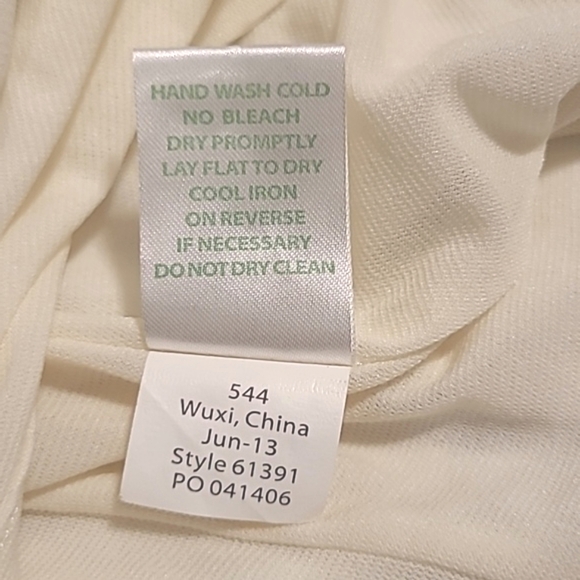 HAND WASH COLD
NO BLEACH
DRY PROMPTLY
LAY FLAT TO DRY
COOL IRON
ON REVERSE
IF NECESSARY
DO NOT DRY CLEAN
544
Wuxi, China
Jun-13
Style 61391
PO 041406